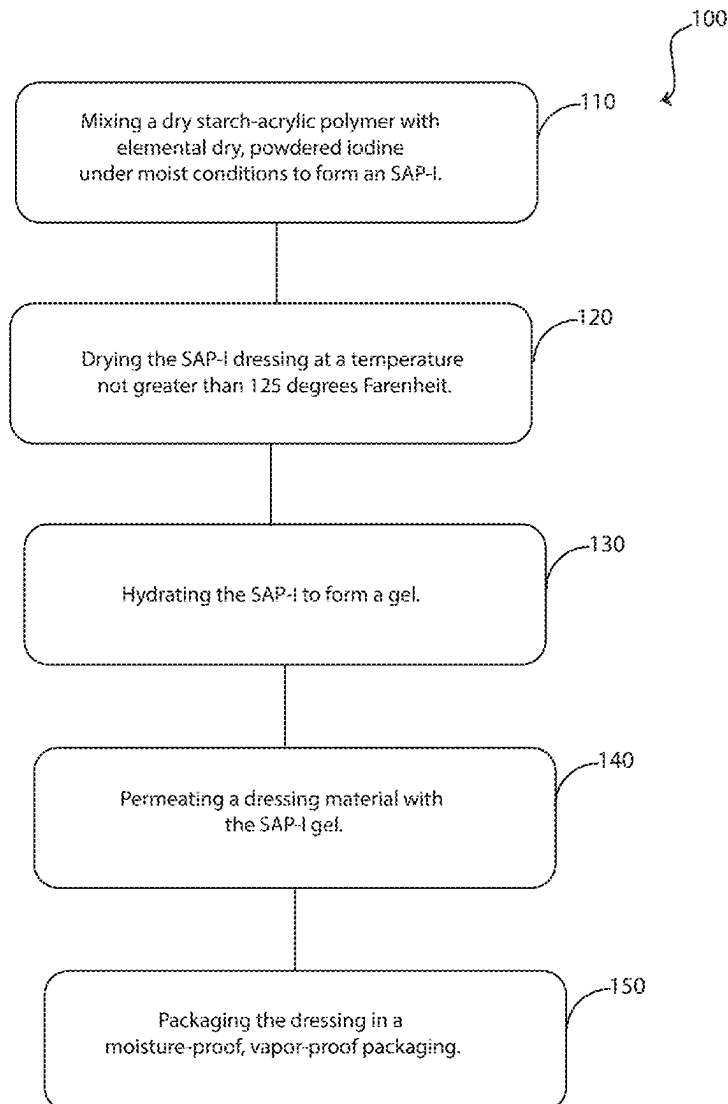 100
110
Mixing a dry starch-acrylic polymer with
elemental dry, powdered iodine
under moist conditions to form an SAP-I.
120
Drying the SAP-I dressing at a temperature
not greater than 125 degrees Farenheit.
130
Hydrating the SAP-I to form a gel.
140
Permeating a dressing material with
the SAP-I gel.
150
Packaging the dressing in a
moisture-proof, vapor-proof packaging.